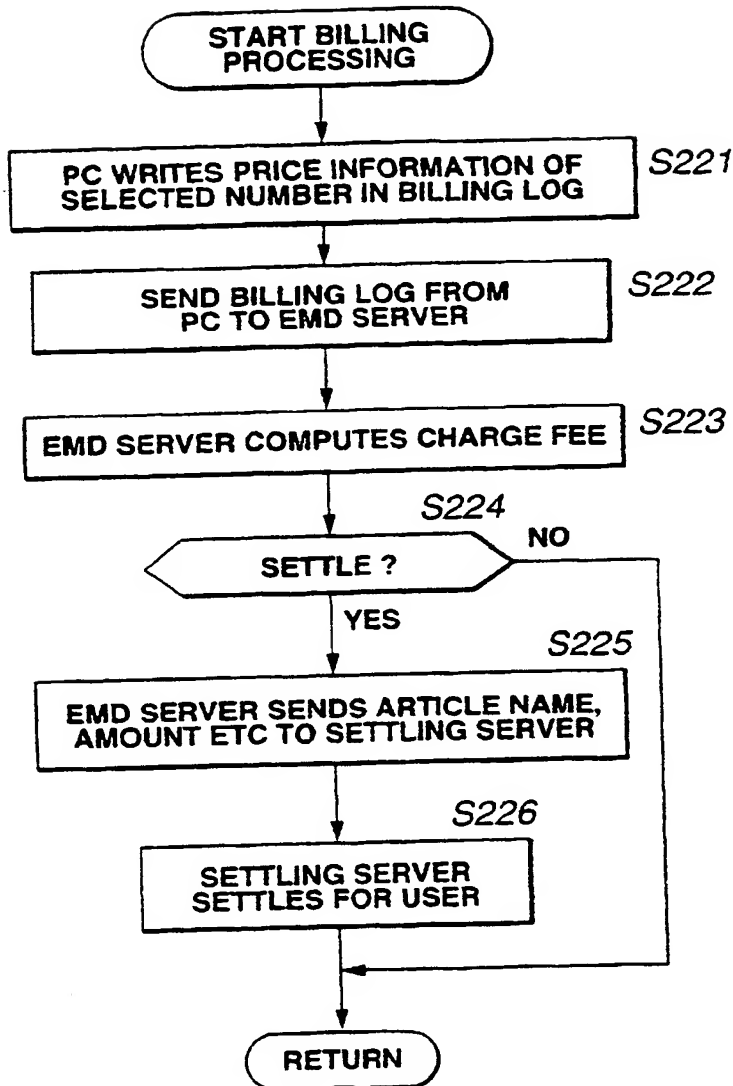 START BILLING
PROCESSING
PC WRITES PRICE INFORMATION OF
SELECTED NUMBER IN BILLING LOG
S221
SEND BILLING LOG FROM
PC TO EMD SERVER
S222
EMD SERVER COMPUTES CHARGE FEE
S223
S224
SETTLE ?
NO
YES
S225
EMD SERVER SENDS ARTICLE NAME,
AMOUNT ETC TO SETTLING SERVER
S226
SETTLING SERVER
SETTLES FOR USER
RETURN